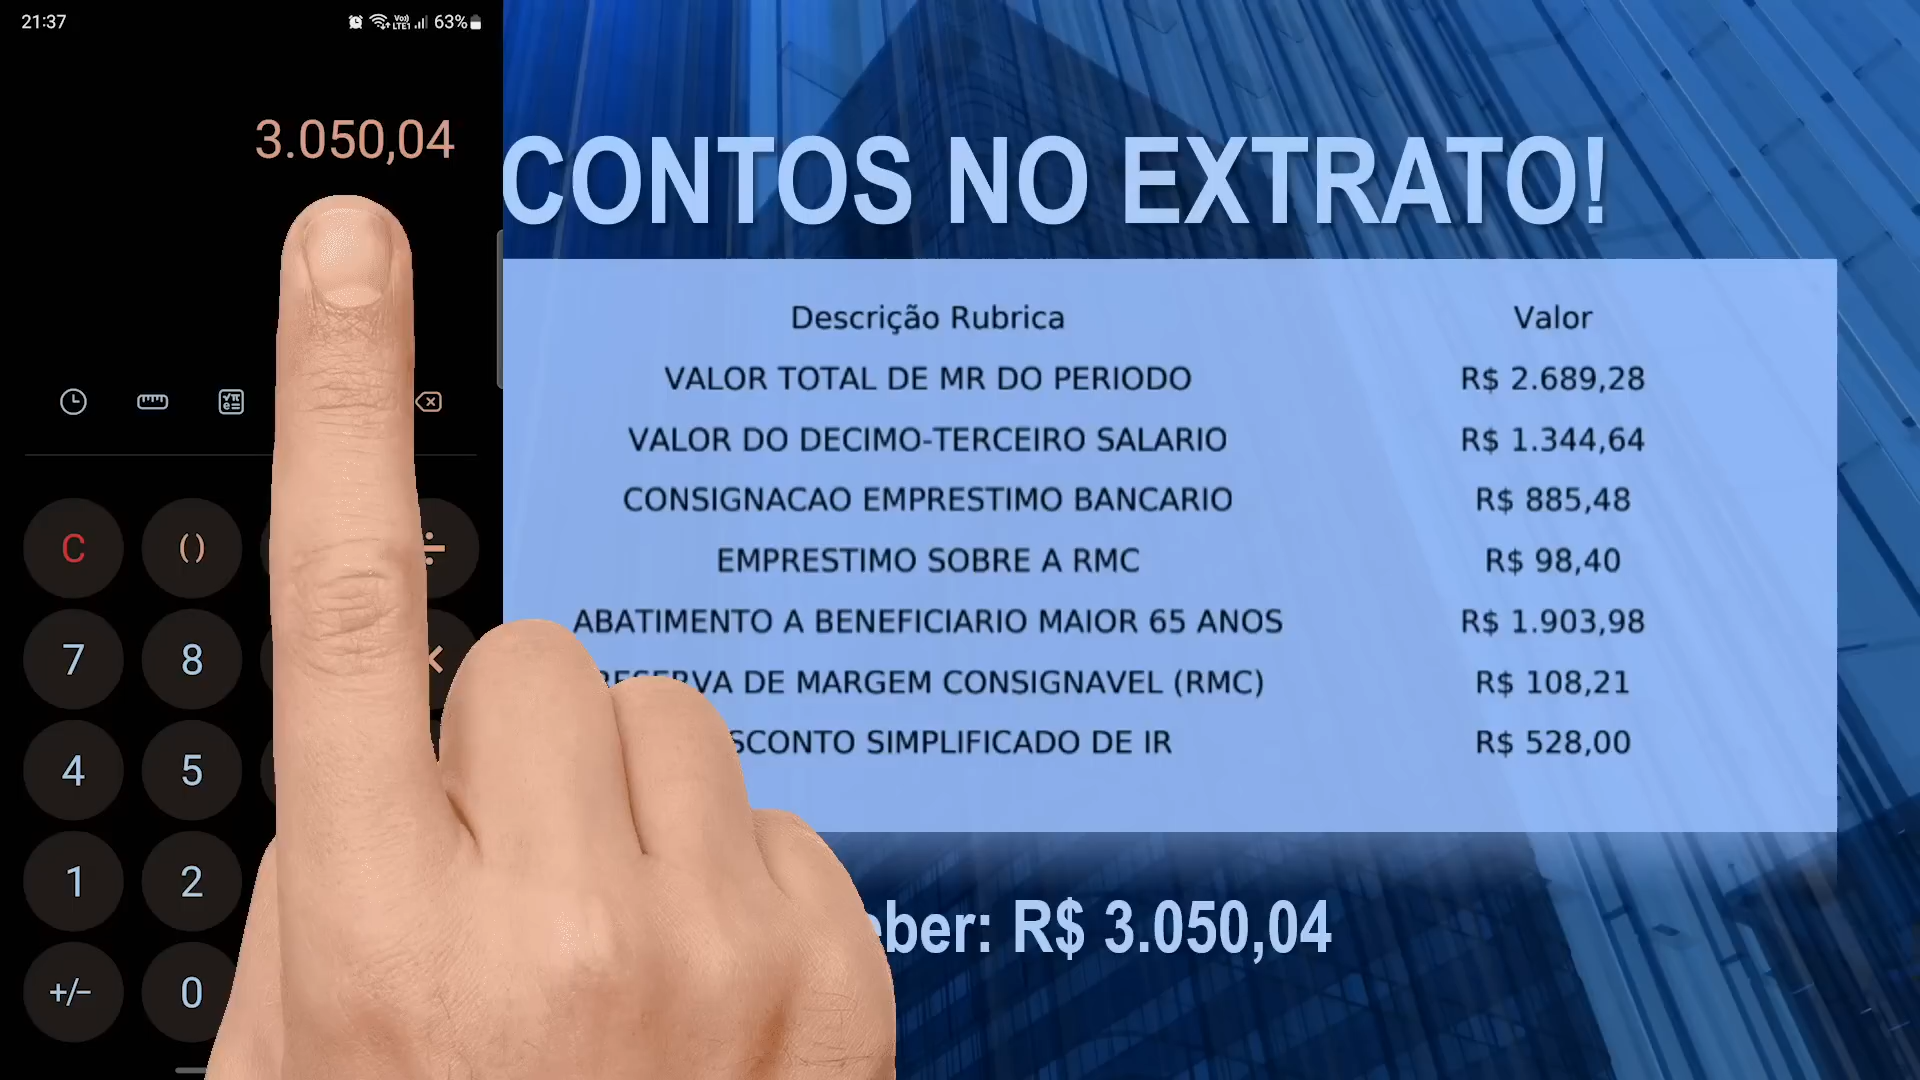 21:37
63%
3.050,04
CONTOS NO EXTRATO!
Descrição Rubrica Valor
VALOR TOTAL DE MR DO PERIODO R$ 2.689,28
VALOR DO DECIMO-TERCEIRO SALARIO R$ 1.344,64
CONSIGNACAO EMPRESTIMO BANCARIO R$ 885,48
EMPRESTIMO SOBRE A RMC R$ 98,40
ABATIMENTO A BENEFICIARIO MAIOR 65 ANOS R$ 1.903,98
DE MARGEM CONSIGNAVEL (RMC) R$ 108,21
SIMPLIFICADO DE IR R$ 528,00
eber: R$ 3.050,04
C () ÷
7 8
4 5
1 2
+/− 0